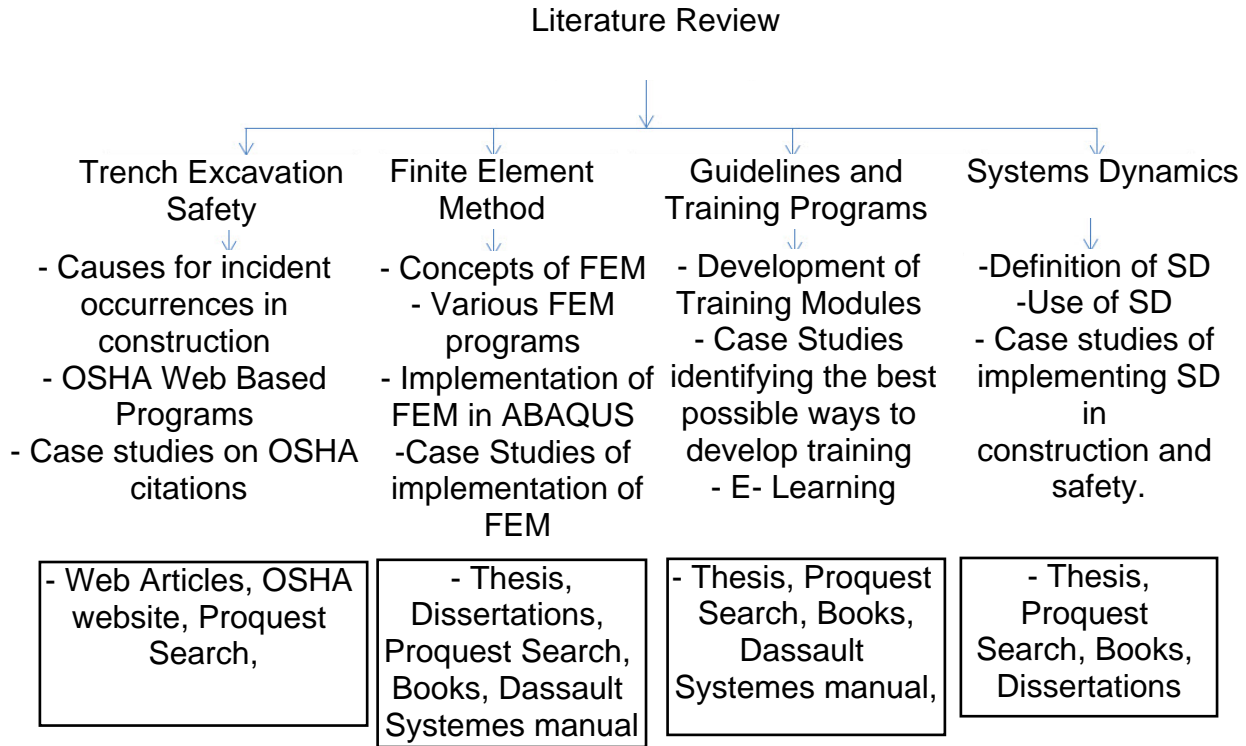 Literature Review
Trench Excavation
Safety
- Causes for incident
occurrences in
construction
- OSHA Web Based
Programs
- Case studies on OSHA
citations
- Web Articles, OSHA
website, Proquest
Search,
Finite Element
Method
- Concepts of FEM
- Various FEM
programs
- Implementation of
FEM in ABAQUS
-Case Studies of
implementation of
FEM
- Thesis,
Dissertations,
Proquest Search,
Books, Dassault
Systemes manual
Guidelines and
Training Programs
- Development of
Training Modules
- Case Studies
identifying the best
possible ways to
develop training
- E- Learning
- Thesis, Proquest
Search, Books,
Dassault
Systemes manual,
Systems Dynamics
-Definition of SD
-Use of SD
- Case studies of
implementing SD
in
construction and
safety.
- Thesis,
Proquest
Search, Books,
Dissertations